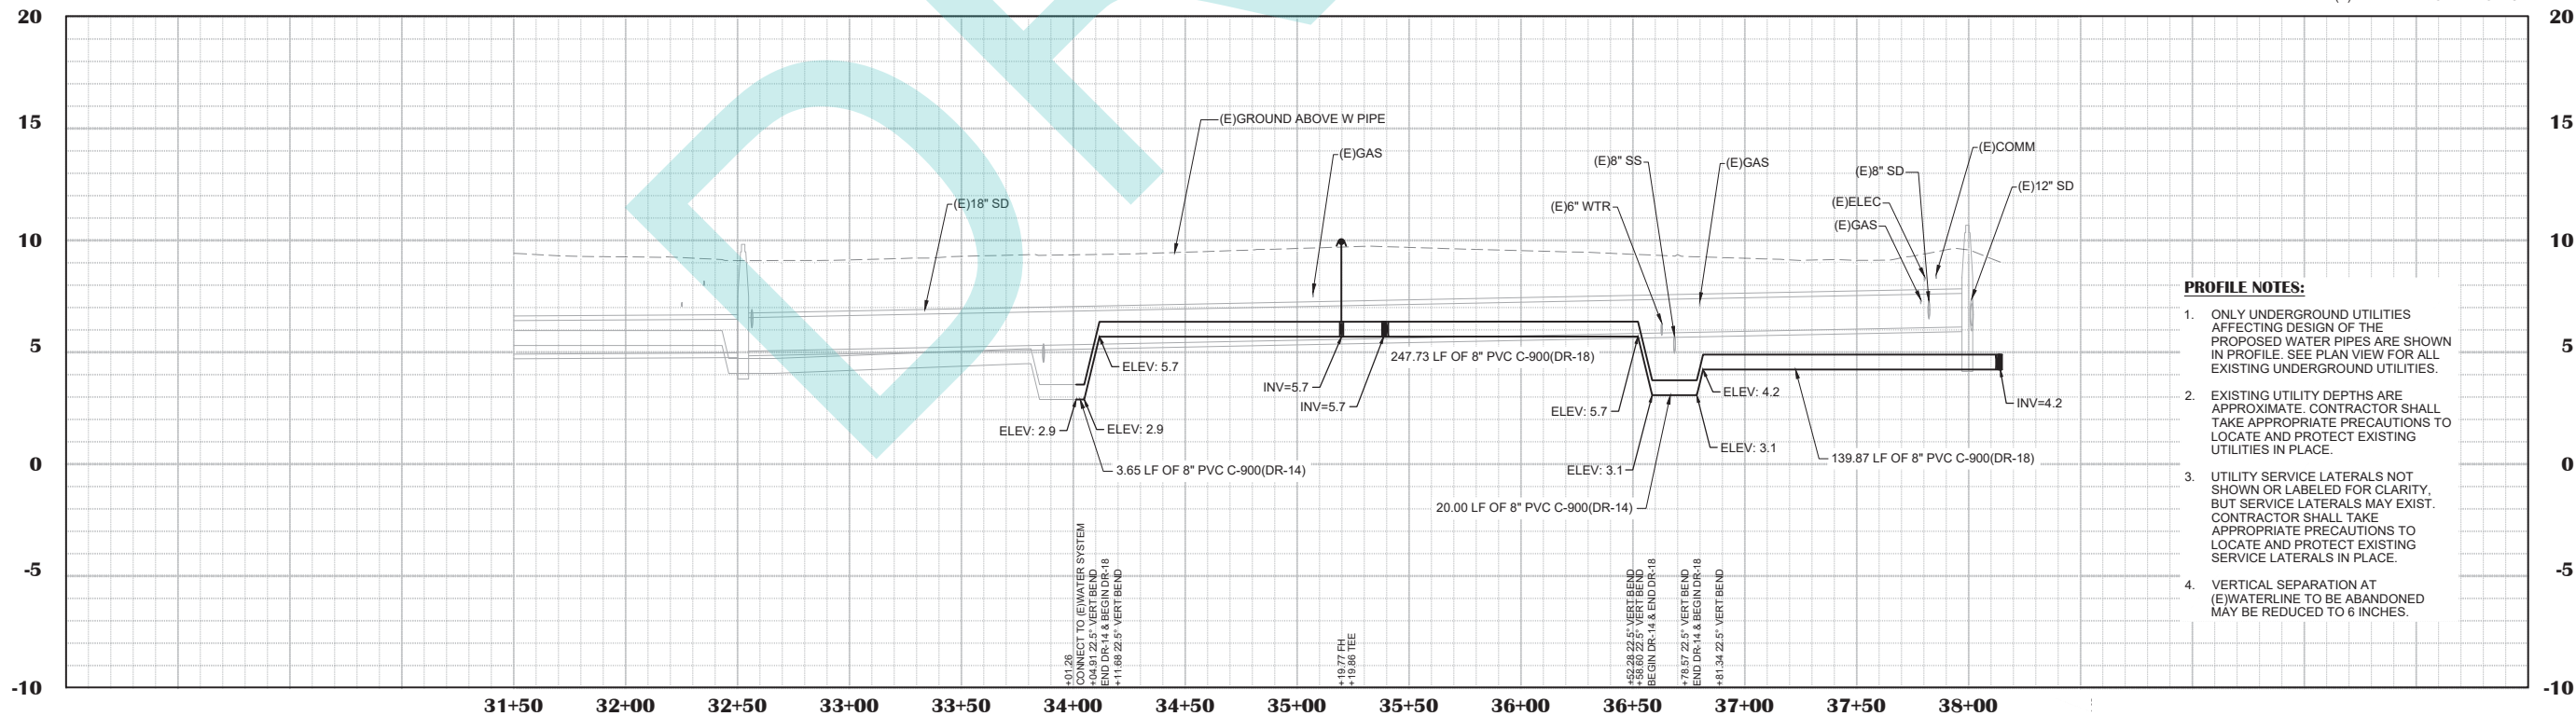 20
15
10
5
0
-5
-10
20
15
10
5
0
-5
-10
(E)GROUND ABOVE W PIPE
(E)GAS
(E)18" SD
(E)8" SS
(E)GAS
(E)6" WTR
(E)COMM
(E)8" SD
(E)12" SD
(E)ELEC
(E)GAS
ELEV: 5.7
247.73 LF OF 8" PVC C-900(DR-18)
INV=5.7
INV=5.7
ELEV: 5.7
ELEV: 4.2
INV=4.2
ELEV: 2.9
ELEV: 2.9
ELEV: 3.1
ELEV: 3.1
3.65 LF OF 8" PVC C-900(DR-14)
139.87 LF OF 8" PVC C-900(DR-18)
20.00 LF OF 8" PVC C-900(DR-14)
+01.26
CONNECT TO (E)WATER SYSTEM
+04.91 22.5° VERT BEND
END DR-14 & BEGIN DR-18
+11.68 22.5° VERT BEND
+19.77 FH
+19.86 TEE
+52.28 22.5° VERT BEND
+58.60 22.5° VERT BEND
BEGIN DR-14 & END DR-18
+78.57 22.5° VERT BEND
END DR-14 & BEGIN DR-18
+81.34 22.5° VERT BEND
31+50
32+00
32+50
33+00
33+50
34+00
34+50
35+00
35+50
36+00
36+50
37+00
37+50
38+00
PROFILE NOTES:
1. ONLY UNDERGROUND UTILITIES
AFFECTING DESIGN OF THE
PROPOSED WATER PIPES ARE SHOWN
IN PROFILE. SEE PLAN VIEW FOR ALL
EXISTING UNDERGROUND UTILITIES.
2. EXISTING UTILITY DEPTHS ARE
APPROXIMATE. CONTRACTOR SHALL
TAKE APPROPRIATE PRECAUTIONS TO
LOCATE AND PROTECT EXISTING
UTILITIES IN PLACE.
3. UTILITY SERVICE LATERALS NOT
SHOWN OR LABELED FOR CLARITY,
BUT SERVICE LATERALS MAY EXIST.
CONTRACTOR SHALL TAKE
APPROPRIATE PRECAUTIONS TO
LOCATE AND PROTECT EXISTING
SERVICE LATERALS IN PLACE.
4. VERTICAL SEPARATION AT
(E)WATERLINE TO BE ABANDONED
MAY BE REDUCED TO 6 INCHES.